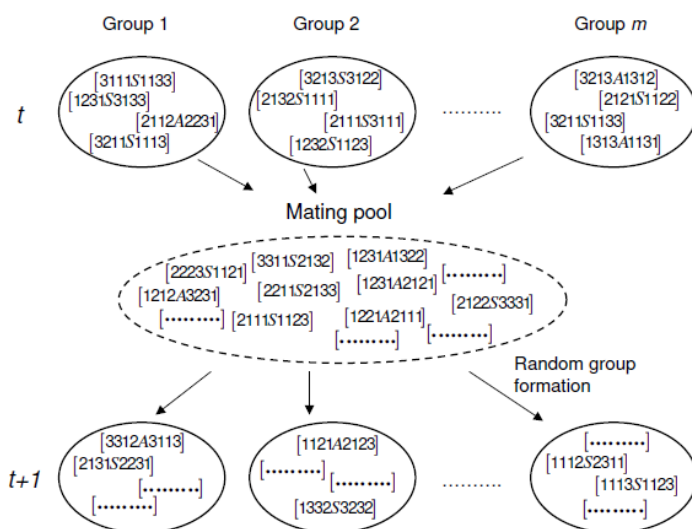 Group 1 Group 2 Group m
t
[3111S1133]
[1231S3133]
[2112A2231]
[3211S1113]
[3213S3122]
[2132S1111]
[2111S3111]
[1232S1123]
...........
[3213A1312]
[2121S1122]
[3211S1133]
[1313A1131]
Mating pool
[2223S1121] [3311S2132] [1231A1322] [.........]
[1212A3231] [2211S2133] [1231A2121] [2122S3331]
[.........] [2111S1123] [1221A2111] [.........]
[.........]
Random group
formation
t+1
[3312A3113]
[2131S2231]
[.........]
[.........]
[1121A2123]
[.........]
[.........]
[1332S3232]
...........
[.........]
[1112S2311]
[1113S1123]
[.........]